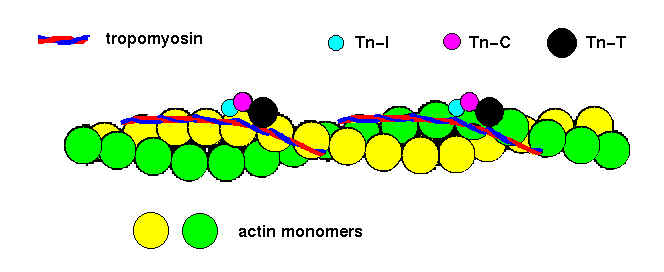 tropomyosin
Tn-I
Tn-C
Tn-T
actin monomers